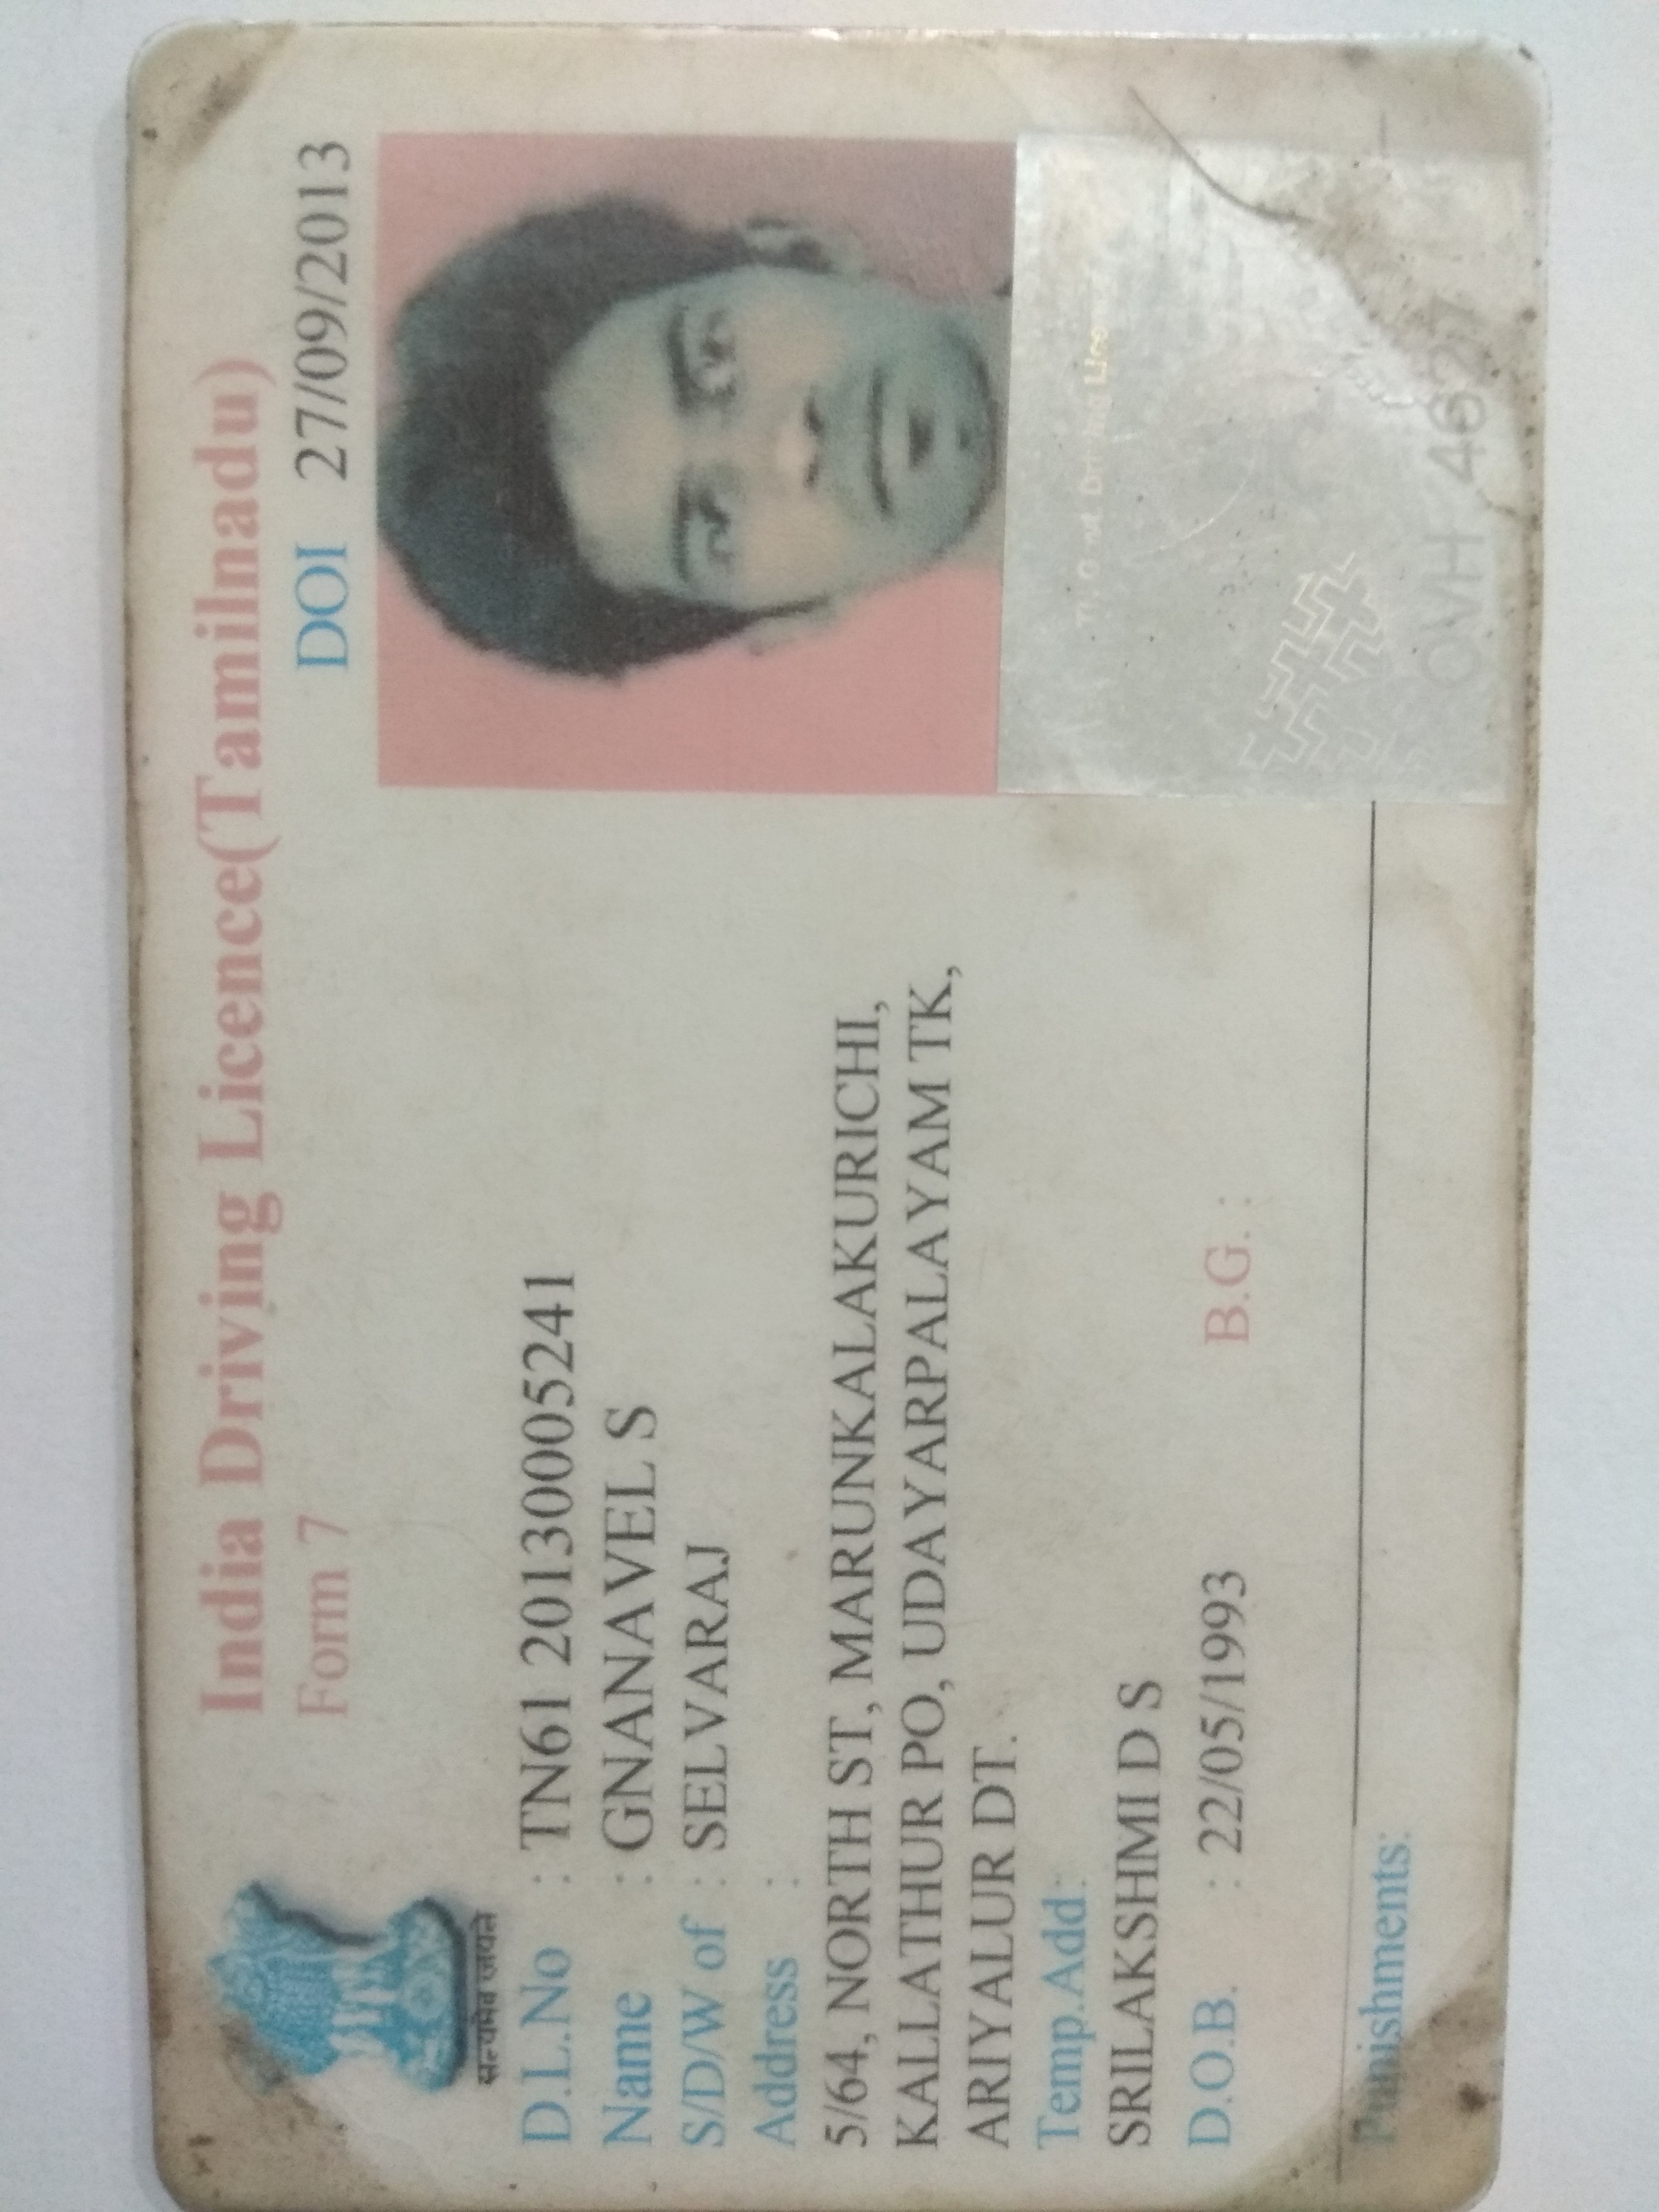 India Driving Licence(Tamilnadu)
Form 7
DOI 27/09/2013
सत्यमेव जयते
D.L.No : TN61 20130005241
Name : GNANAVEL S
S/D/W of : SELVARAJ
Address :
5/64, NORTH ST, MARUNKALAKURICHI,
KALLATHUR PO, UDAYARPALAYAM TK,
ARIYALUR DT.
Temp.Add:
SRILAKSHMI D S
D.O.B. : 22/05/1993 B.G. :
Punishments: